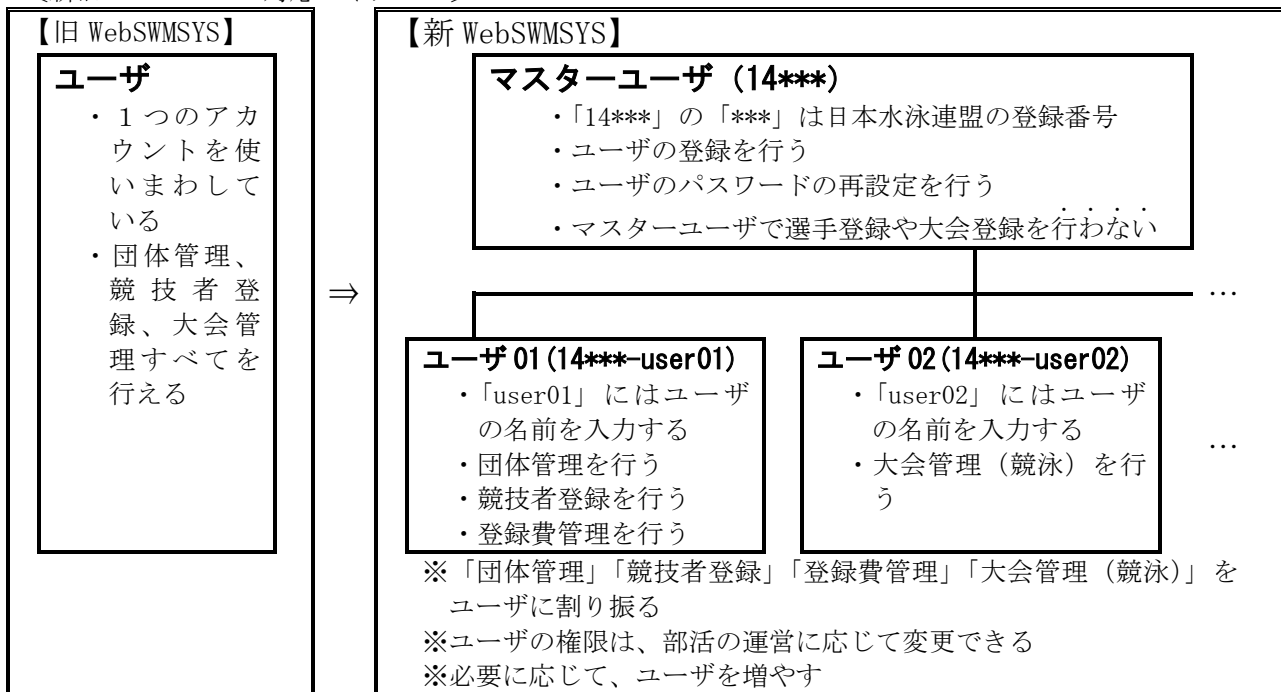 【旧 WebSWMSYS】
ユーザ
・１つのアカ
ウントを使
いまわして
いる
・団体管理、
競技者登
録、大会管
理すべてを
行える
⇒
【新 WebSWMSYS】
マスターユーザ（14***）
・「14***」の「***」は日本水泳連盟の登録番号
・ユーザの登録を行う
・ユーザのパスワードの再設定を行う
・マスターユーザで選手登録や大会登録を行わない
…
ユーザ 01(14***-user01)
・「user01」にはユーザ
の名前を入力する
・団体管理を行う
・競技者登録を行う
・登録費管理を行う
ユーザ 02(14***-user02)
・「user02」にはユーザ
の名前を入力する
・大会管理（競泳）を行
う
…
※「団体管理」「競技者登録」「登録費管理」「大会管理（競泳）」を
ユーザに割り振る
※ユーザの権限は、部活の運営に応じて変更できる
※必要に応じて、ユーザを増やす